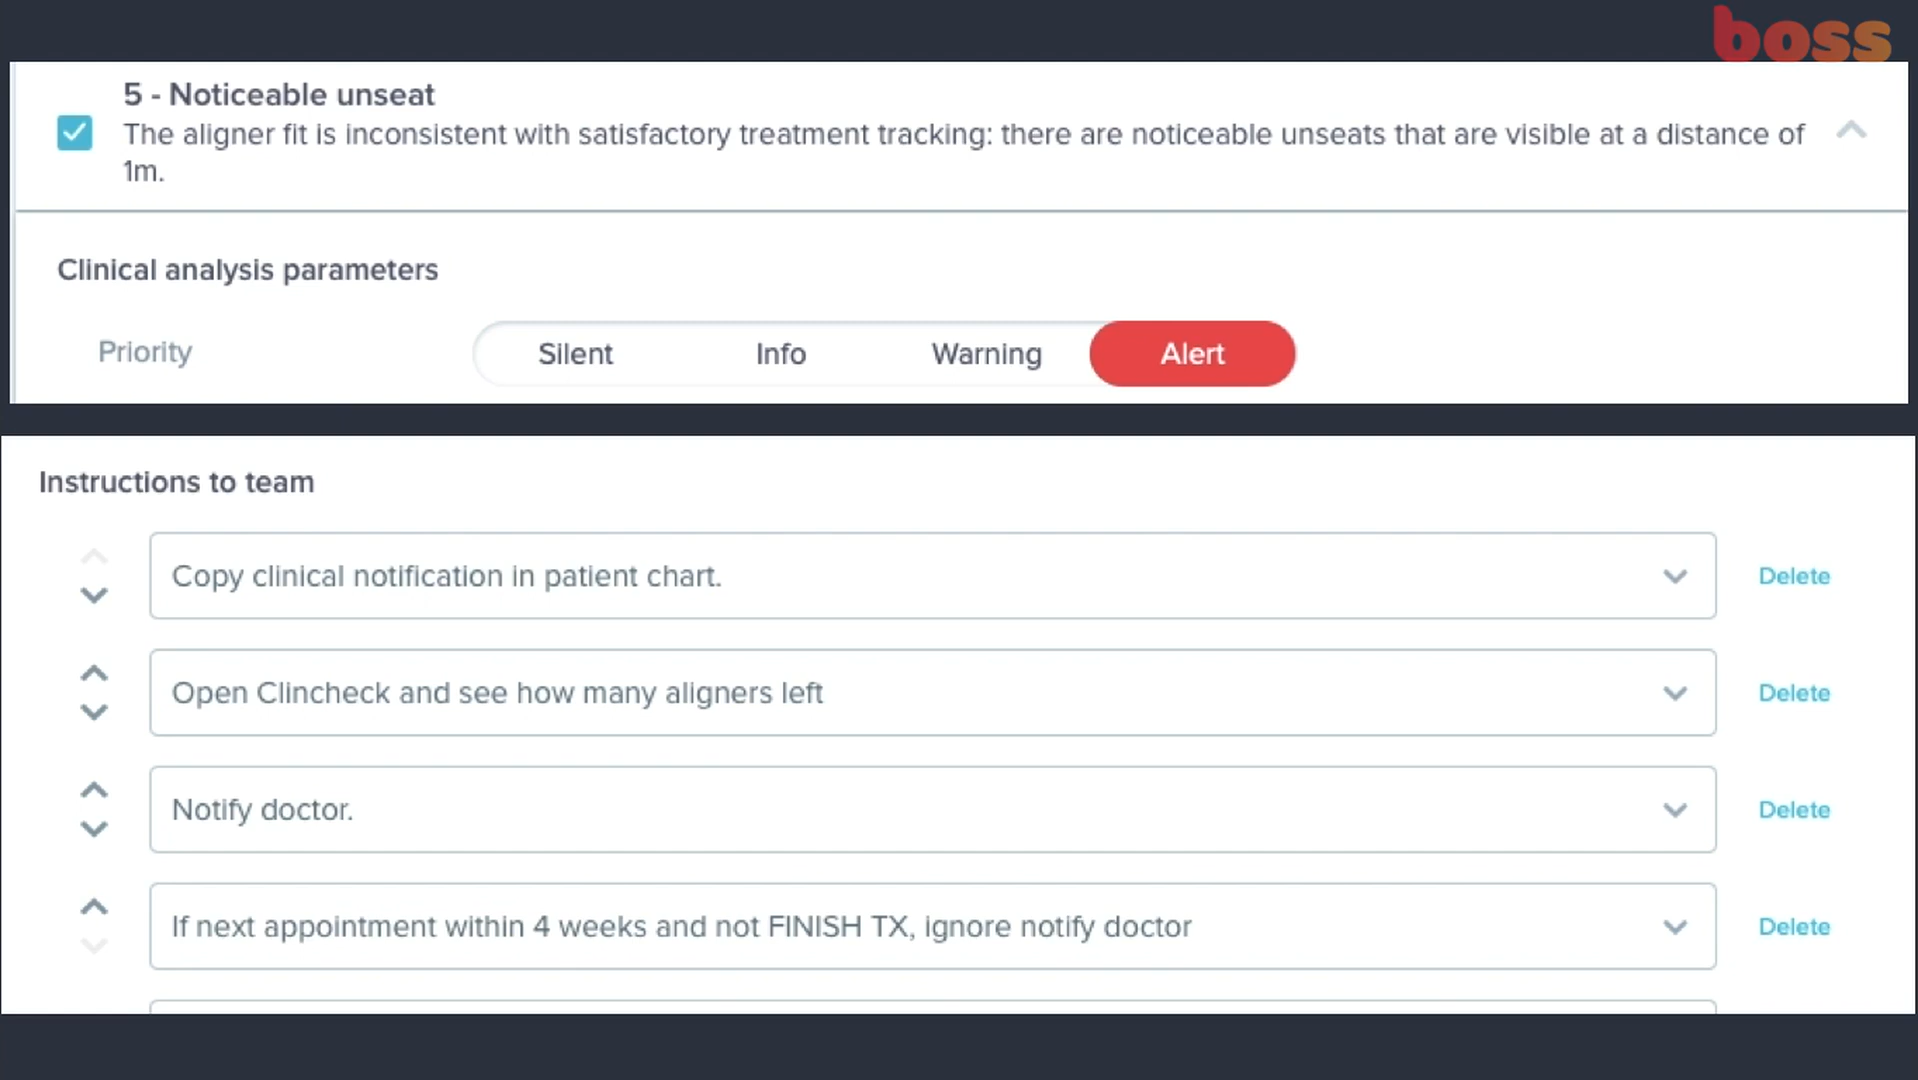 boss
5 - Noticeable unseat
The aligner fit is inconsistent with satisfactory treatment tracking: there are noticeable unseats that are visible at a distance of
1m.
Clinical analysis parameters
Priority Silent Info Warning Alert
Instructions to team
Copy clinical notification in patient chart. Delete
Open Clincheck and see how many aligners left Delete
Notify doctor. Delete
If next appointment within 4 weeks and not FINISH TX, ignore notify doctor Delete